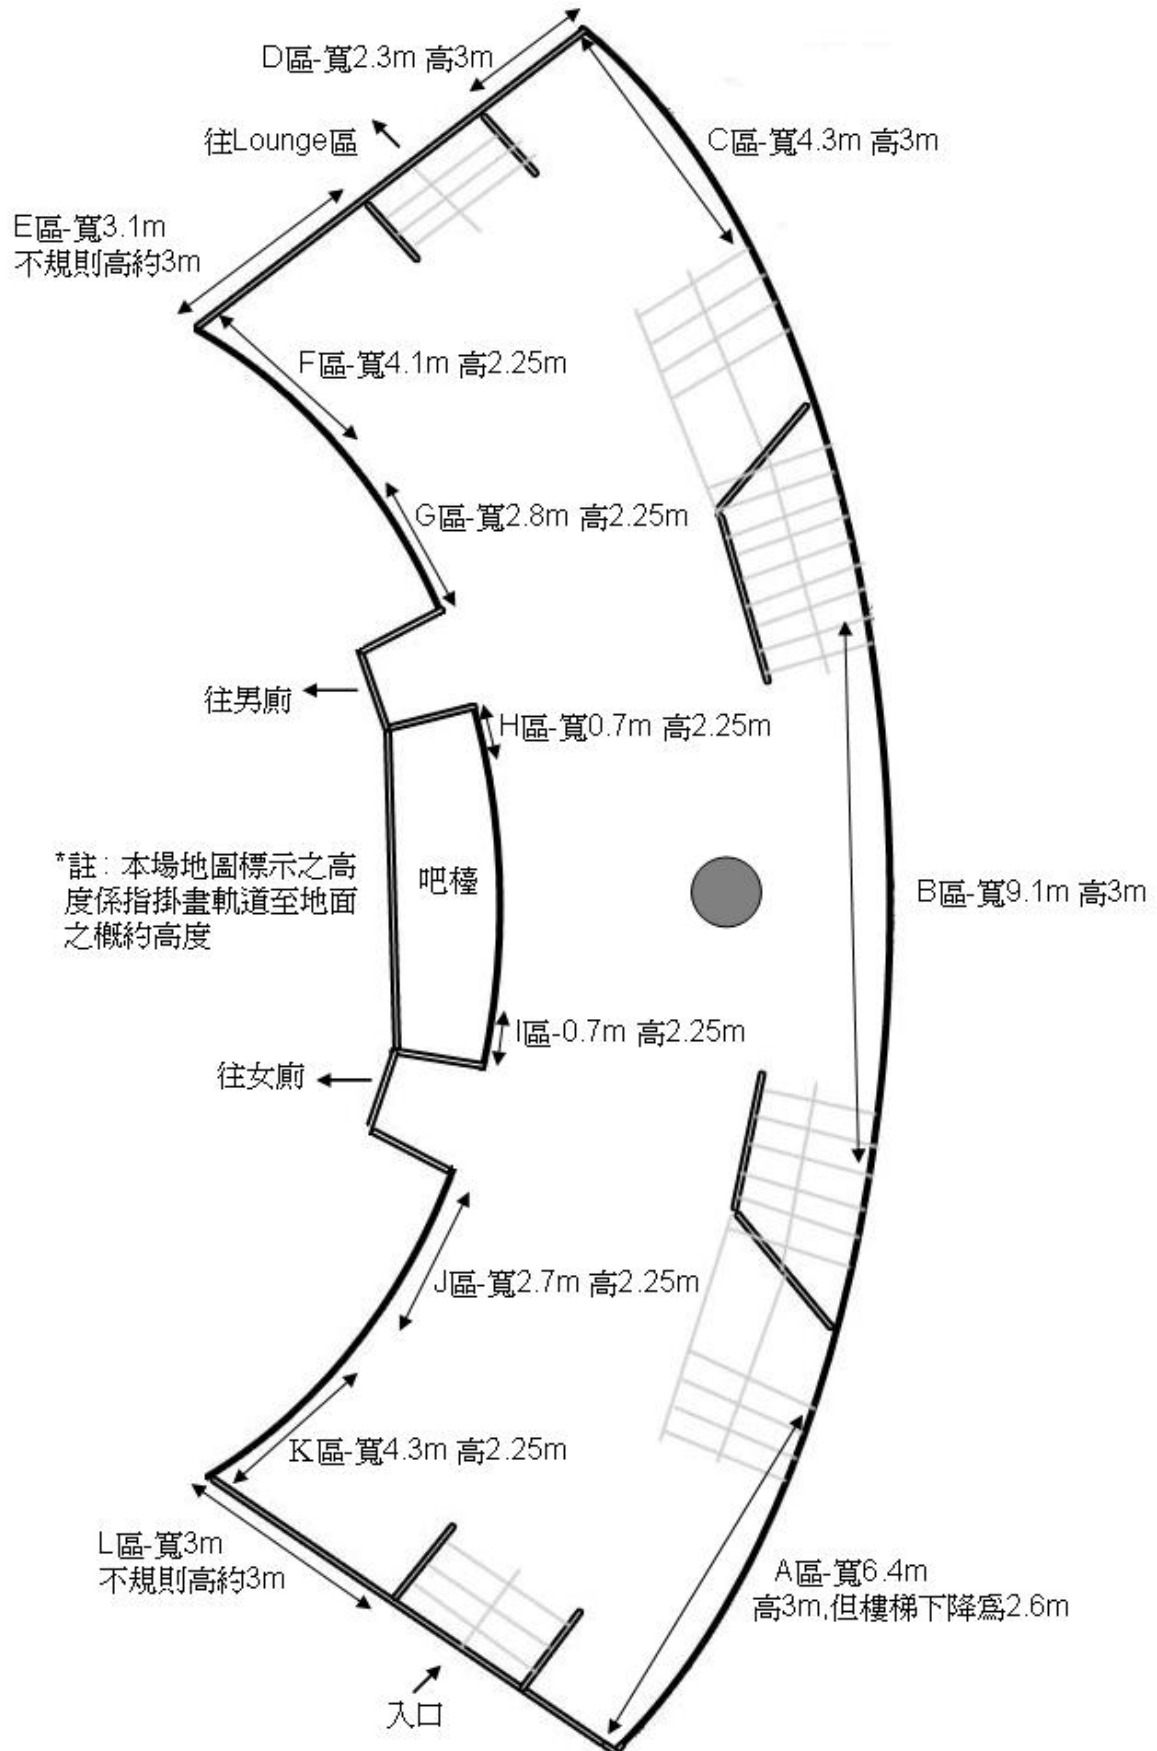 D區-寬2.3m 高3m
往Lounge區
C區-寬4.3m 高3m
E區-寬3.1m
不規則高約3m
F區-寬4.1m 高2.25m
G區-寬2.8m 高2.25m
往男廁
H區-寬0.7m 高2.25m
*註：本場地圖標示之高
度係指掛畫軌道至地面
之概約高度
吧檯
B區-寬9.1m 高3m
I區-0.7m 高2.25m
往女廁
J區-寬2.7m 高2.25m
K區-寬4.3m 高2.25m
L區-寬3m
不規則高約3m
A區-寬6.4m
高3m,但樓梯下降爲2.6m
入口